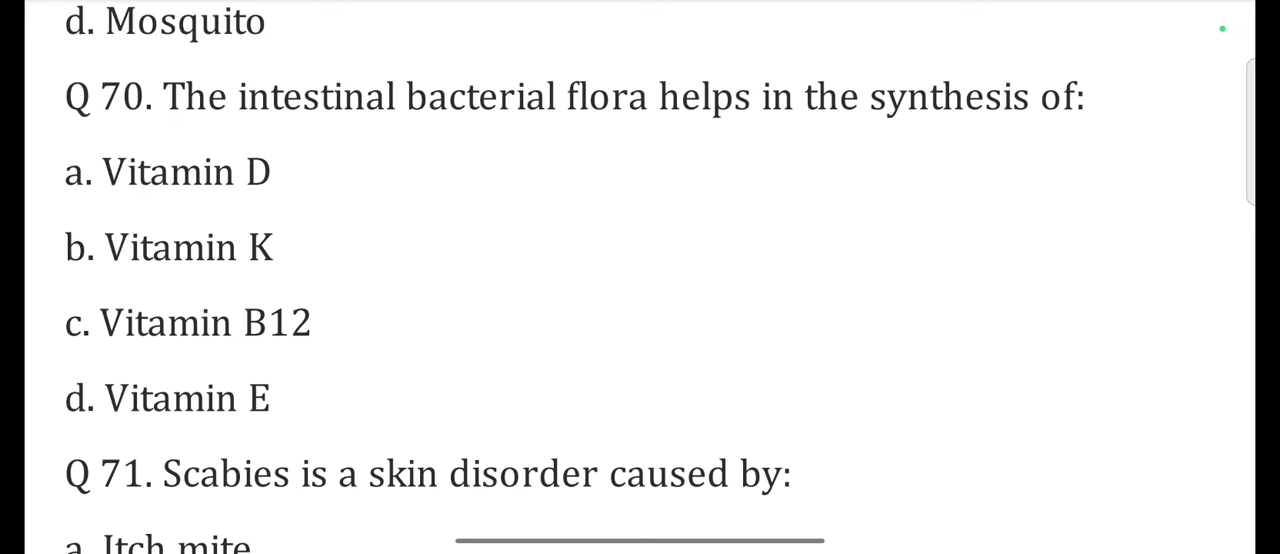 d. Mosquito
Q 70. The intestinal bacterial flora helps in the synthesis of:
a. Vitamin D
b. Vitamin K
c. Vitamin B12
d. Vitamin E
Q 71. Scabies is a skin disorder caused by:
a. Itch mite